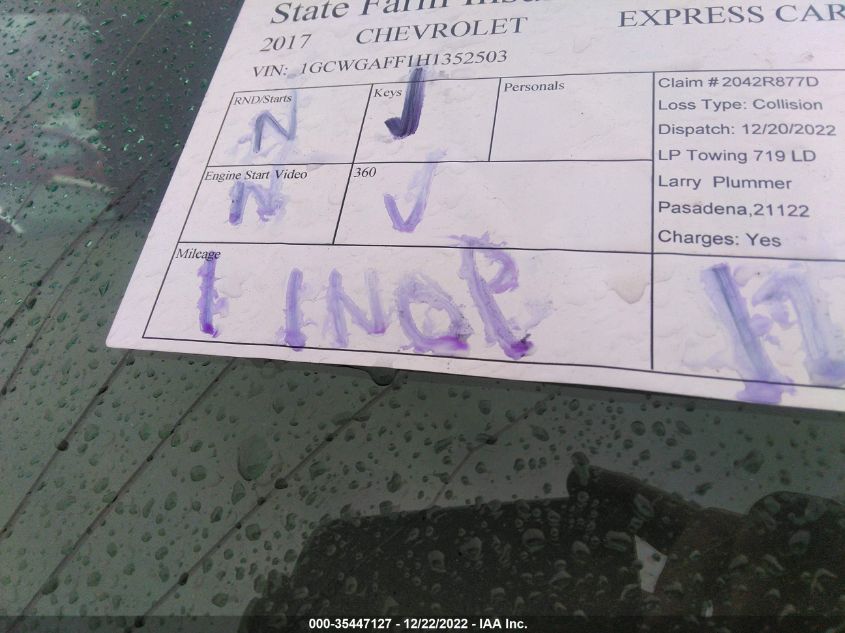 State Farm
2017 CHEVROLET EXPRESS CAR
VIN: 1GCWGAFF1H1352503
RND/Starts N
Keys √
Personals
Engine Start Video N
360 √
Mileage
INOP
Claim # 2042R877D
Loss Type: Collision
Dispatch: 12/20/2022
LP Towing 719 LD
Larry Plummer
Pasadena,21122
Charges: Yes
000-35447127 - 12/22/2022 - IAA Inc.